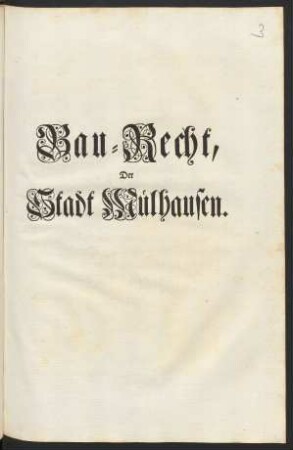 3
Bau-Recht,
Der
Stadt Mülhausen.